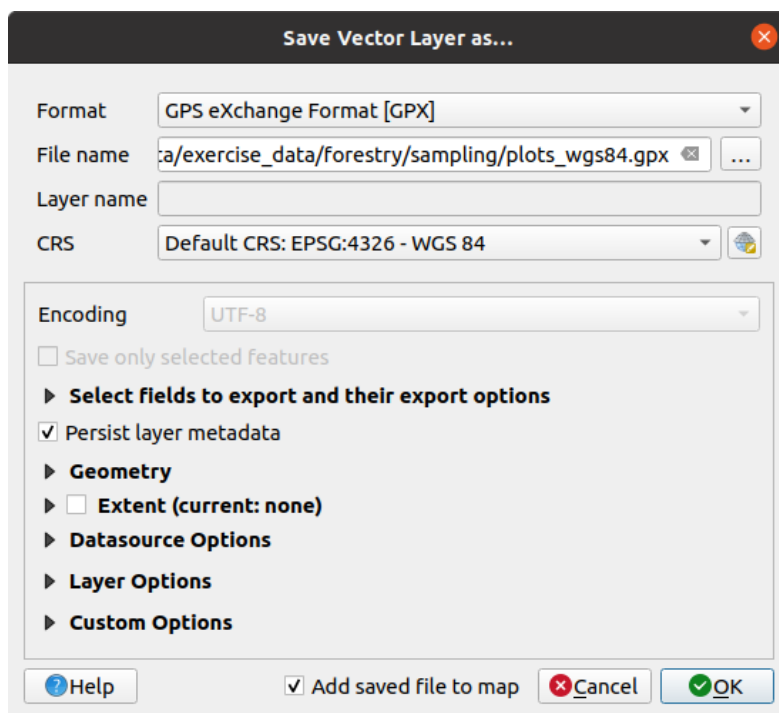 Save Vector Layer as...
Format GPS eXchange Format [GPX]
File name ta/exercise_data/forestry/sampling/plots_wgs84.gpx ...
Layer name
CRS Default CRS: EPSG:4326 - WGS 84
Encoding UTF-8
Save only selected features
Select fields to export and their export options
Persist layer metadata
Geometry
Extent (current: none)
Datasource Options
Layer Options
Custom Options
Help Add saved file to map Cancel OK